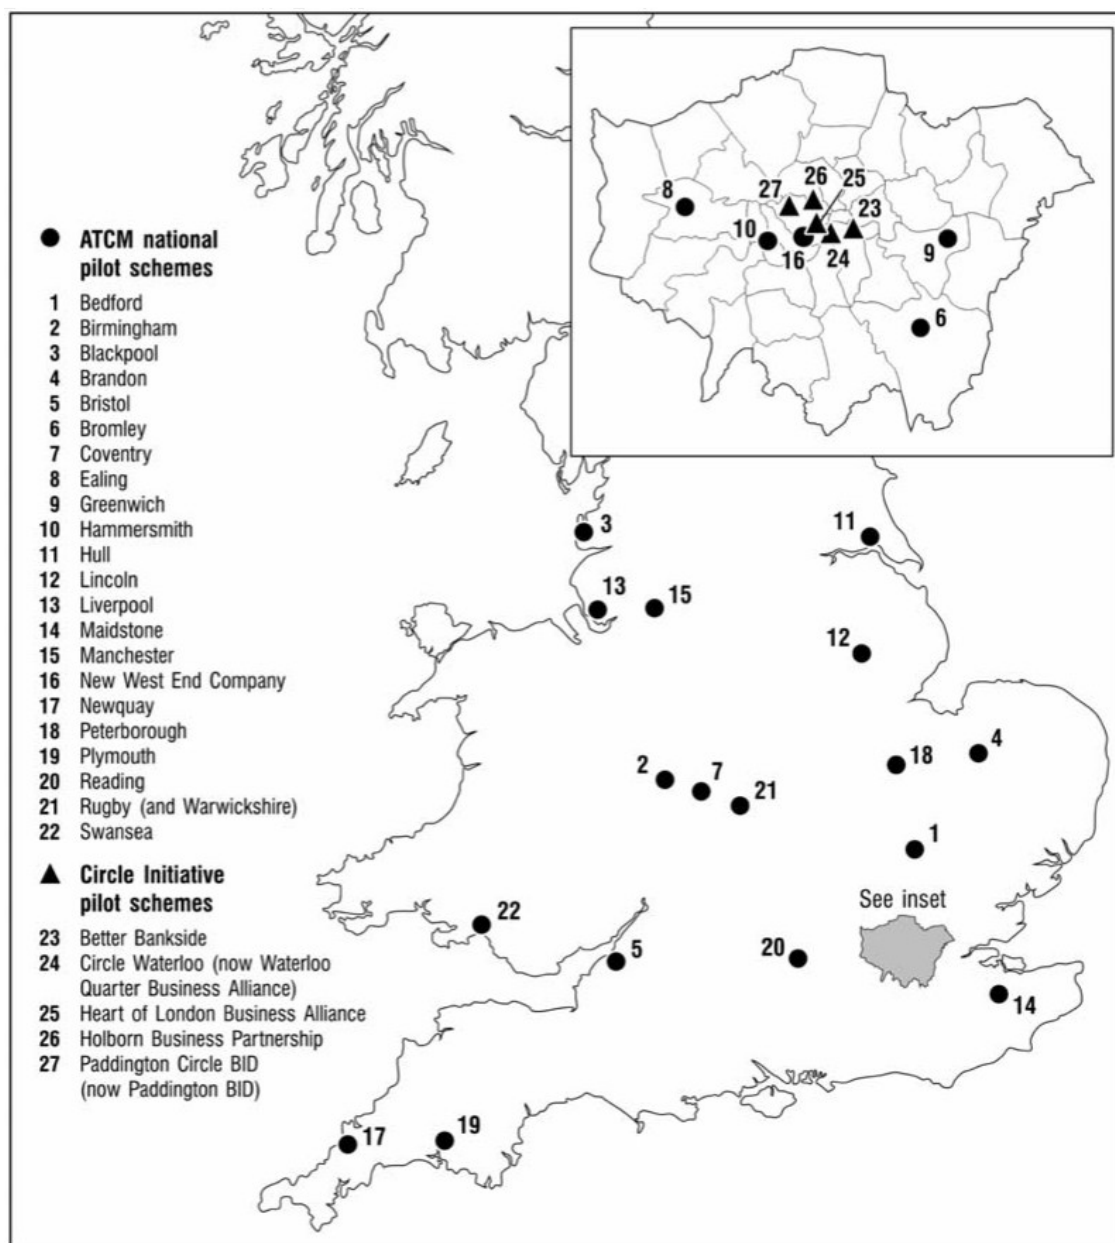 ATCM national
pilot schemes
1 Bedford
2 Birmingham
3 Blackpool
4 Brandon
5 Bristol
6 Bromley
7 Coventry
8 Ealing
9 Greenwich
10 Hammersmith
11 Hull
12 Lincoln
13 Liverpool
14 Maidstone
15 Manchester
16 New West End Company
17 Newquay
18 Peterborough
19 Plymouth
20 Reading
21 Rugby (and Warwickshire)
22 Swansea
Circle Initiative
pilot schemes
23 Better Bankside
24 Circle Waterloo (now Waterloo
Quarter Business Alliance)
25 Heart of London Business Alliance
26 Holborn Business Partnership
27 Paddington Circle BID
(now Paddington BID)
26
25
27
8
23
10
9
16
24
6
3
11
13
15
12
4
18
2
7
21
1
See inset
22
5
20
14
19
17